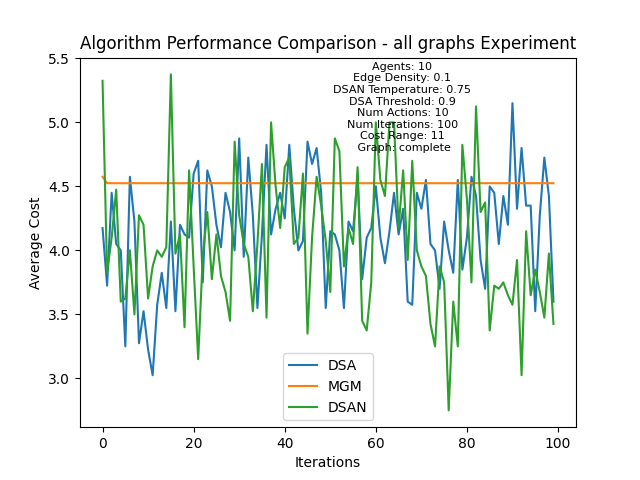 Algorithm Performance Comparison - all graphs Experiment
Agents: 10
Edge Density: 0.1
DSAN Temperature: 0.75
DSA Threshold: 0.9
Num Actions: 10
Num Iterations: 100
Cost Range: 11
Graph: complete
Average Cost
5.5
5.0
4.5
4.0
3.5
3.0
DSA
MGM
DSAN
0 20 40 60 80 100
Iterations